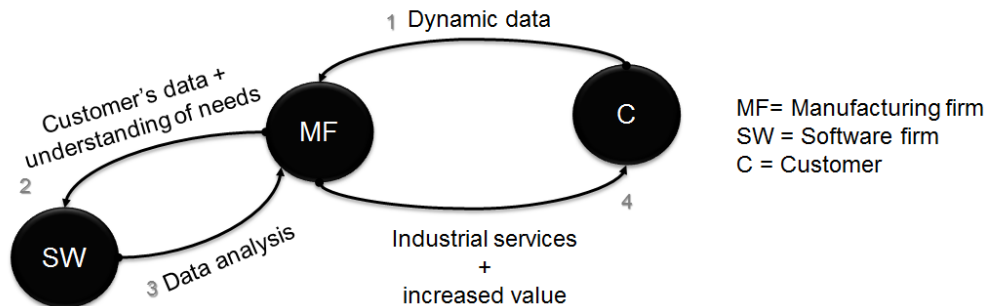 1 Dynamic data
Customer's data +
understanding of needs
MF
C
MF= Manufacturing firm
SW = Software firm
C = Customer
2
4
SW
3 Data analysis
Industrial services
+
increased value